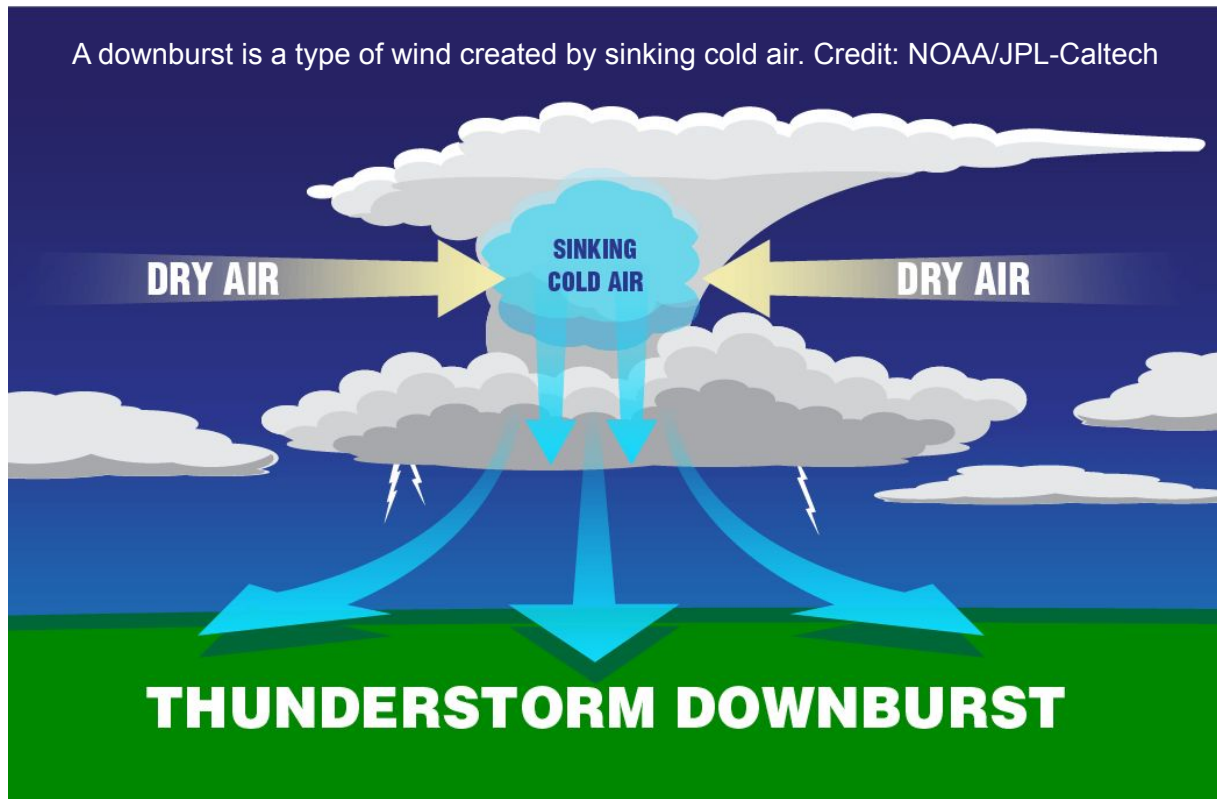 A downburst is a type of wind created by sinking cold air. Credit: NOAA/JPL-Caltech
SINKING
COLD AIR
DRY AIR
DRY AIR
THUNDERSTORM DOWNBURST